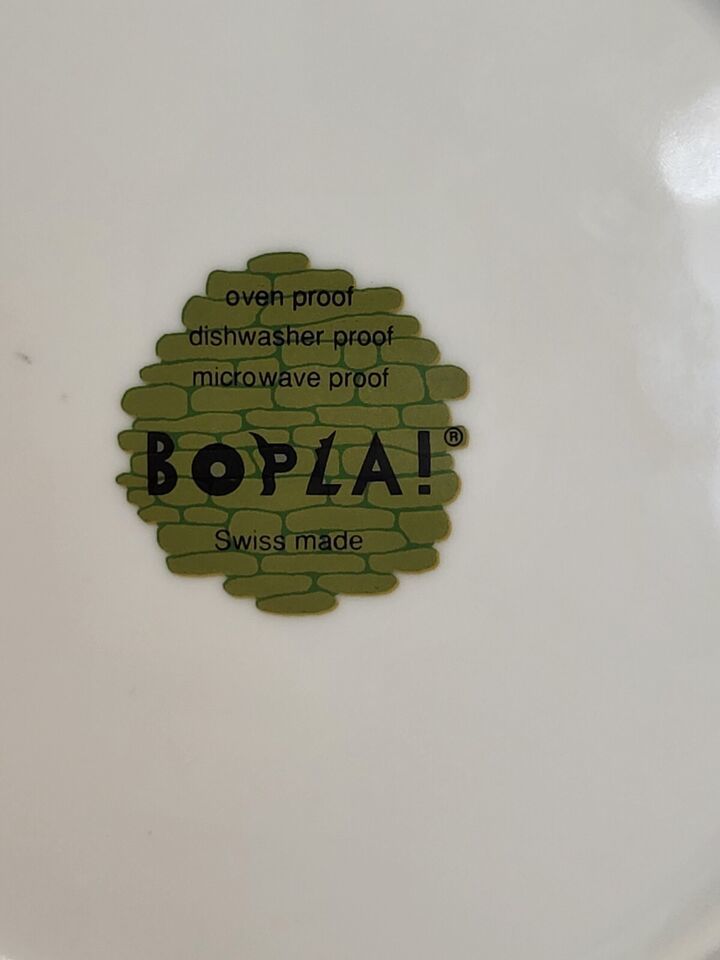 oven proof
dishwasher proof
microwave proof
BOPLA!®
Swiss made